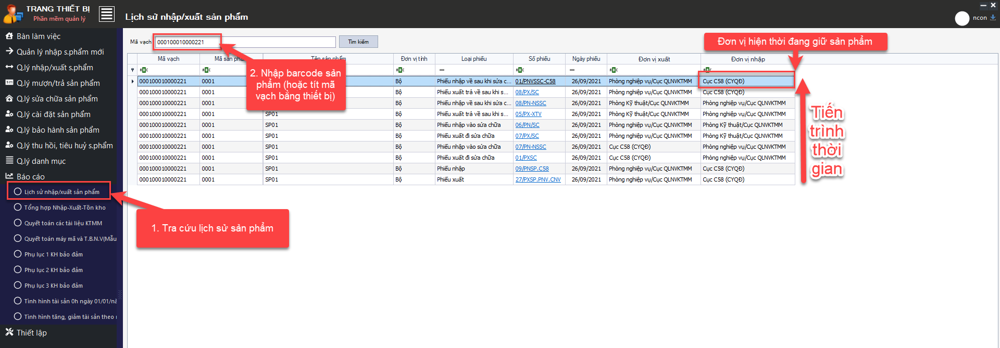 TRANG THIẾT BỊ
Phần mềm quản lý
Lịch sử nhập/xuất sản phẩm
ncon
Bàn làm việc
Quản lý nhập s.phẩm mới
Q.lý nhập/xuất s.phẩm
Q.lý mượn/trả sản phẩm
Q.lý sửa chữa sản phẩm
Q.lý cài đặt sản phẩm
Q.lý bảo hành sản phẩm
Q.lý thu hồi, tiêu huỷ s.phẩm
Q.lý danh mục
Báo cáo
Lịch sử nhập/xuất sản phẩm
Tổng hợp Nhập-Xuất-Tồn kho
Quyết toán các tài liệu KTMM
Quyết toán máy mã và T.B.N.V(Mẫu
Phụ lục 1 KH bảo đảm
Phụ lục 2 KH bảo đảm
Phụ lục 3 KH bảo đảm
Tình hình tài sản 0h ngày 01/01/nă
Tình hình tăng, giảm tài sản theo
Thiết lập
Mã vạch 000100010000221 Tìm kiếm
Đơn vị hiện thời đang giữ sản phẩm
Mã vạch Mã sản phẩm Tên sản phẩm Đơn vị tính Loại phiếu Số phiếu Ngày phiếu Đơn vị xuất Đơn vị nhập
000100010000221 0001 Bộ Phiếu nhập về sau khi sửa c... 01/PNVSSC-C58 26/09/2021 Phòng nghiệp vụ/Cục QLNVKTMM Cục C58 (CYQĐ)
000100010000221 0001 Bộ Phiếu xuất trả về sau khi s... 08/PX/SC 26/09/2021 Phòng nghiệp vụ/Cục QLNVKTMM Cục C58 (CYQĐ)
000100010000221 0001 Bộ Phiếu nhập về sau khi sửa c... 08/PN-NSSC 26/09/2021 Phòng Kỹ thuật/Cục QLNVKTMM Phòng nghiệp vụ/Cục QLNVKTMM
000100010000221 0001 SP01 Bộ Phiếu xuất trả về sau khi s... 05/PX-XTV 26/09/2021 Phòng Kỹ thuật/Cục QLNVKTMM Phòng nghiệp vụ/Cục QLNVKTMM
000100010000221 0001 SP01 Bộ Phiếu nhập vào sửa chữa 06/PN/SC 26/09/2021 Phòng nghiệp vụ/Cục QLNVKTMM Phòng Kỹ thuật/Cục QLNVKTMM
000100010000221 0001 SP01 Bộ Phiếu xuất đi sửa chữa 07/PX/SC 26/09/2021 Phòng nghiệp vụ/Cục QLNVKTMM Phòng Kỹ thuật/Cục QLNVKTMM
000100010000221 0001 SP01 Bộ Phiếu nhập vào sửa chữa 07/PN-NSSC 26/09/2021 Cục C58 (CYQĐ) Phòng nghiệp vụ/Cục QLNVKTMM
000100010000221 0001 SP01 Bộ Phiếu xuất đi sửa chữa 01/PXSC 26/09/2021 Cục C58 (CYQĐ) Phòng nghiệp vụ/Cục QLNVKTMM
000100010000221 0001 SP01 Bộ Phiếu nhập 09/PNSP.C58 26/09/2021 Phòng nghiệp vụ/Cục QLNVKTMM Cục C58 (CYQĐ)
000100010000221 0001 SP01 Bộ Phiếu xuất 27/PXSP.PNV.CNV 26/09/2021 Phòng nghiệp vụ/Cục QLNVKTMM Cục C58 (CYQĐ)
2. Nhập barcode sản
phẩm (hoặc tít mã
vạch bằng thiết bị)
Tiến
trình
thời
gian
1. Tra cứu lịch sử sản phẩm